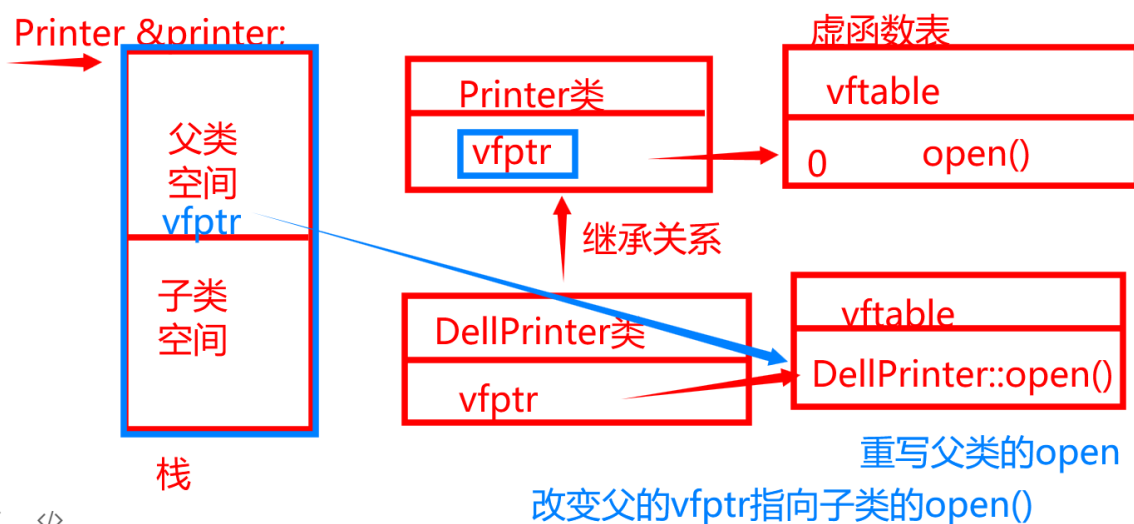 Printer &printer;
父类
空间
vfptr
子类
空间
栈
Printer类
vfptr
继承关系
DellPrinter类
vfptr
虚函数表
vftable
0 open()
vftable
DellPrinter::open()
重写父类的open
改变父的vfptr指向子类的open()